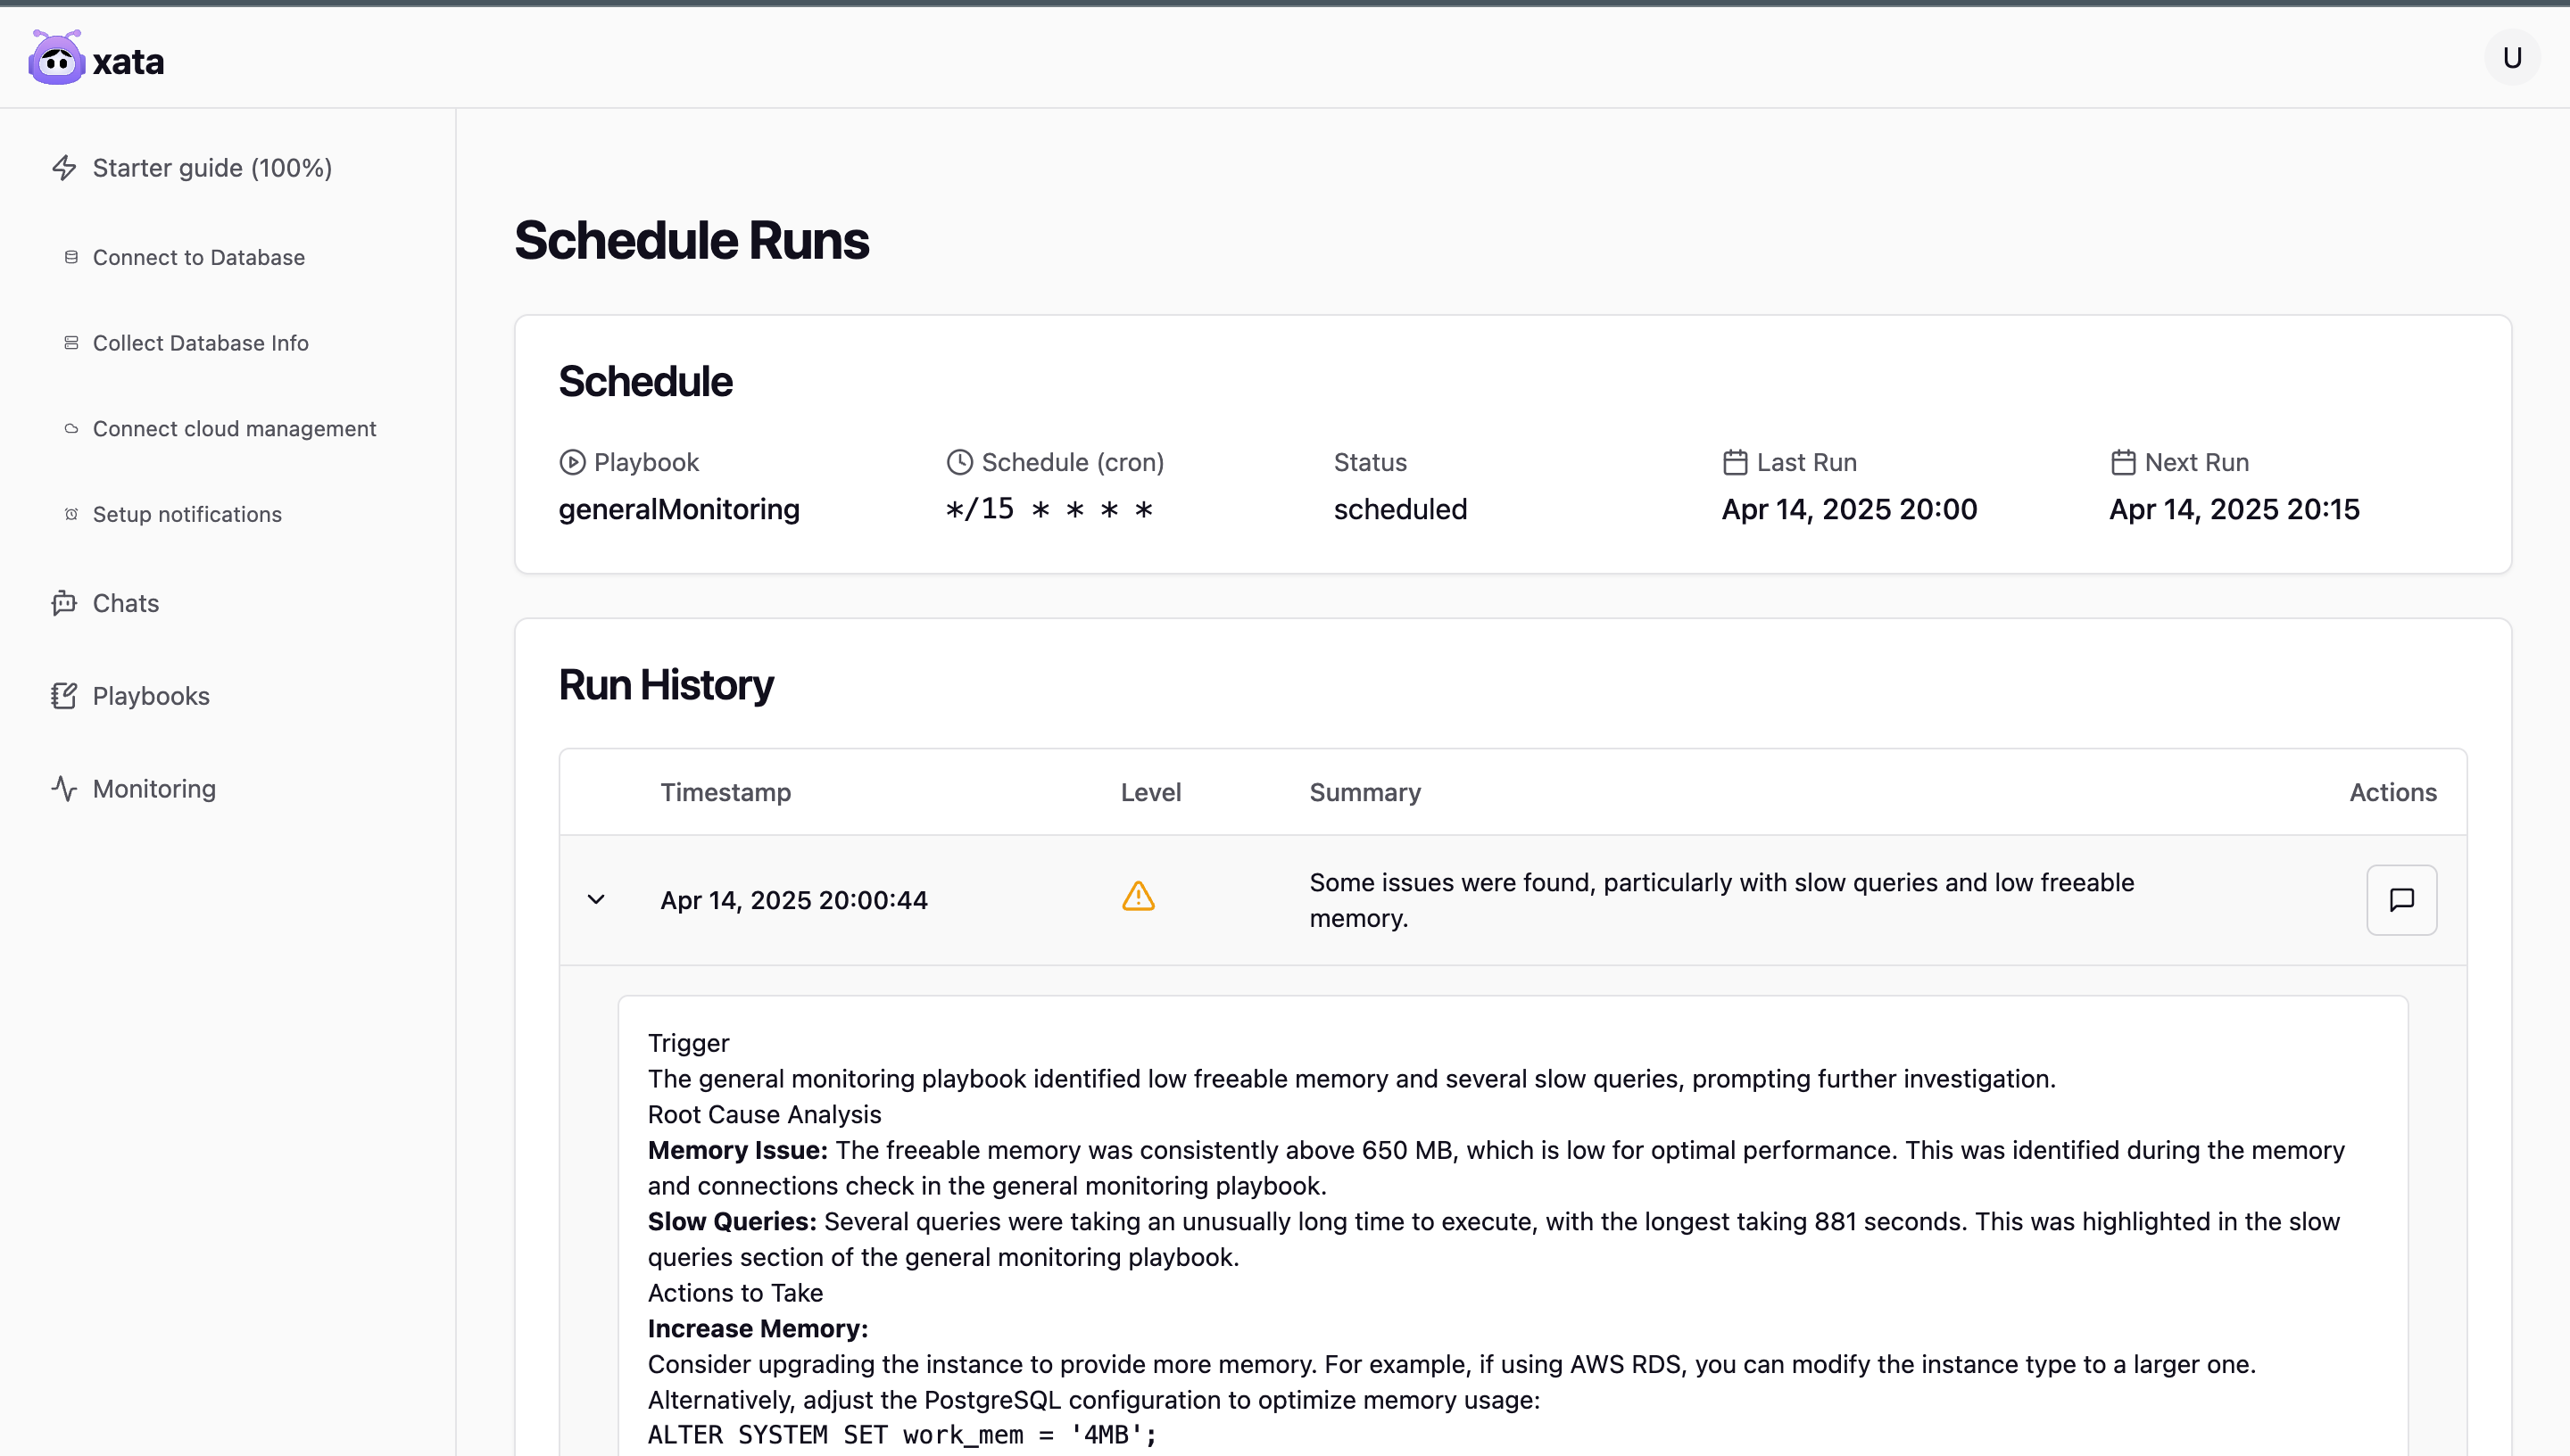 xata
U
Starter guide (100%)
Connect to Database
Collect Database Info
Connect cloud management
Setup notifications
Chats
Playbooks
Monitoring
Schedule Runs
Schedule
Playbook
generalMonitoring
Schedule (cron)
*/15 * * * *
Status
scheduled
Last Run
Apr 14, 2025 20:00
Next Run
Apr 14, 2025 20:15
Run History
Timestamp Level Summary Actions
Apr 14, 2025 20:00:44
Some issues were found, particularly with slow queries and low freeable
memory.
Trigger
The general monitoring playbook identified low freeable memory and several slow queries, prompting further investigation.
Root Cause Analysis
Memory Issue: The freeable memory was consistently above 650 MB, which is low for optimal performance. This was identified during the memory
and connections check in the general monitoring playbook.
Slow Queries: Several queries were taking an unusually long time to execute, with the longest taking 881 seconds. This was highlighted in the slow
queries section of the general monitoring playbook.
Actions to Take
Increase Memory:
Consider upgrading the instance to provide more memory. For example, if using AWS RDS, you can modify the instance type to a larger one.
Alternatively, adjust the PostgreSQL configuration to optimize memory usage:
ALTER SYSTEM SET work_mem = '4MB';